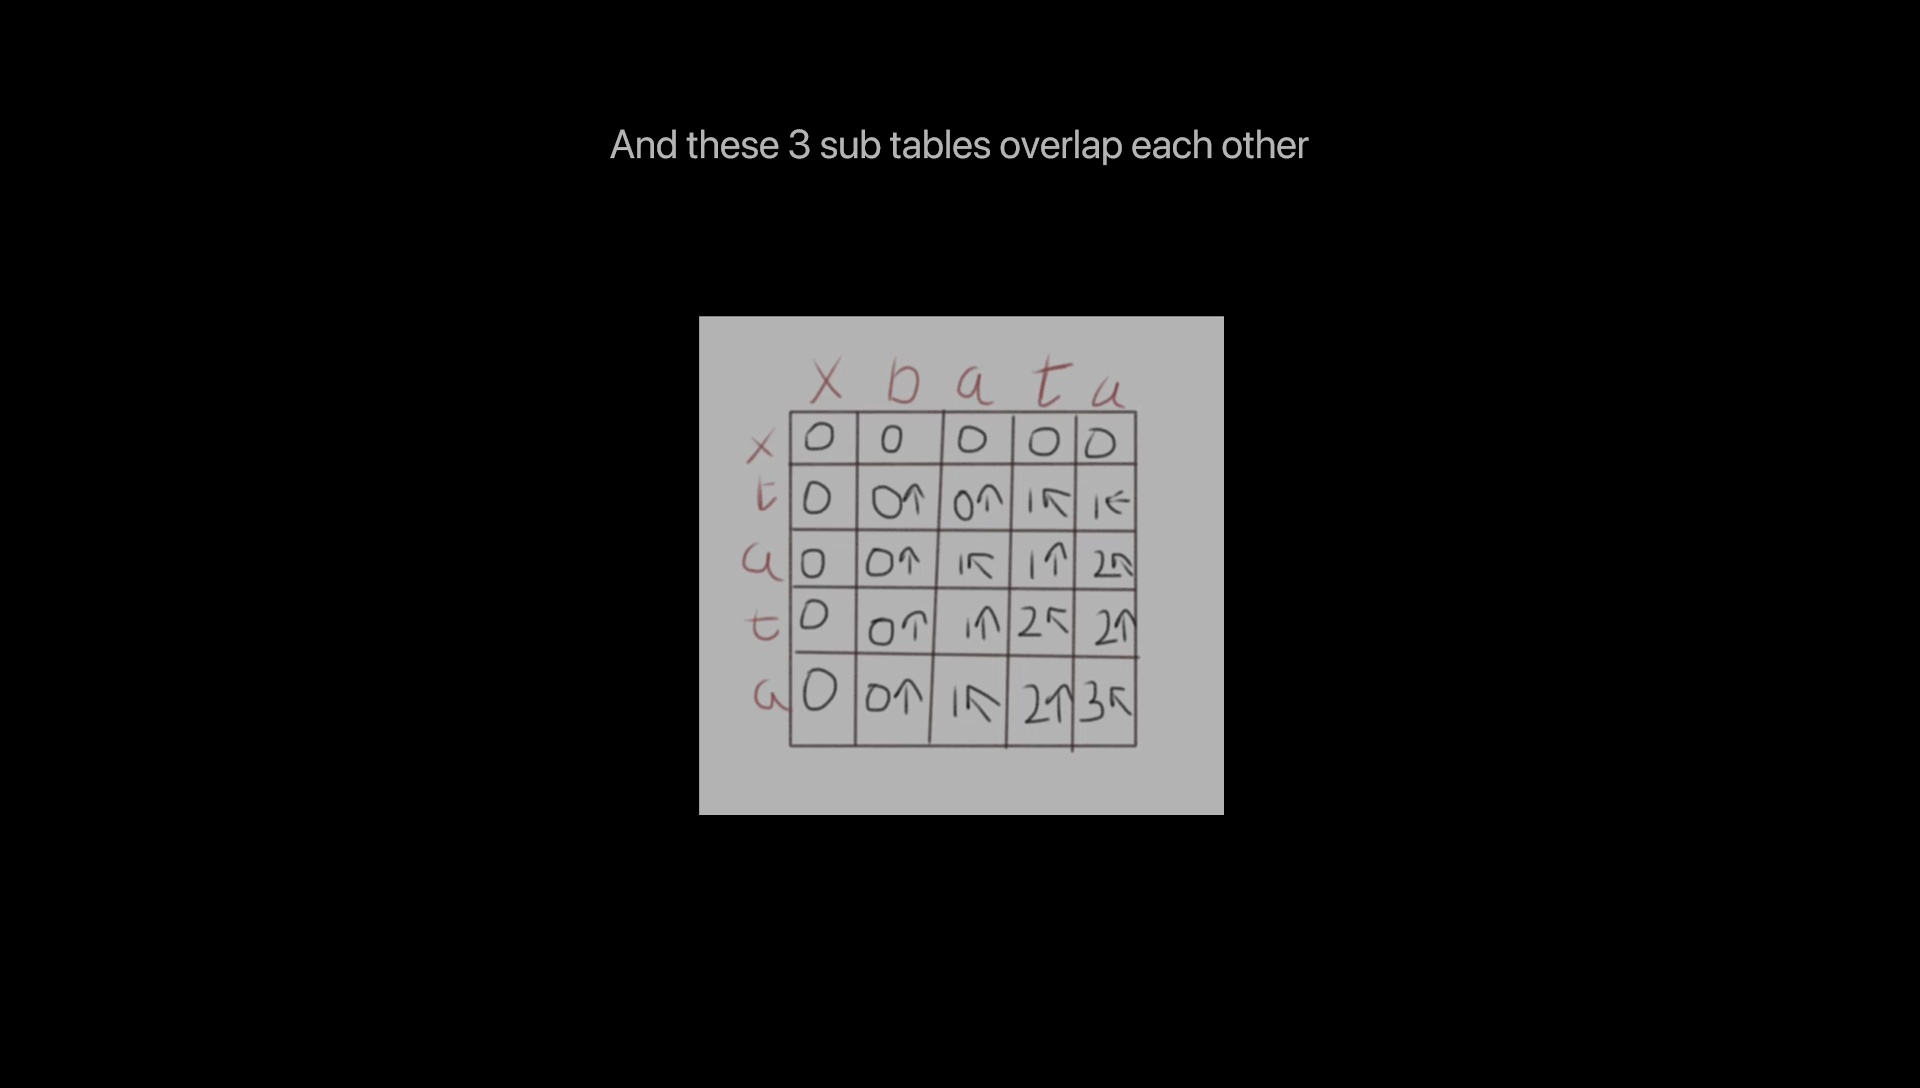 And these 3 sub tables overlap each other
X b a t a
x 0 0 0 0 0
t 0 0↑ 0↑ 1↖ 1←
a 0 0↑ 1↖ 1↑ 2↖
t 0 0↑ 1↑ 2↖ 2↑
a 0 0↑ 1↖ 2↑ 3↖